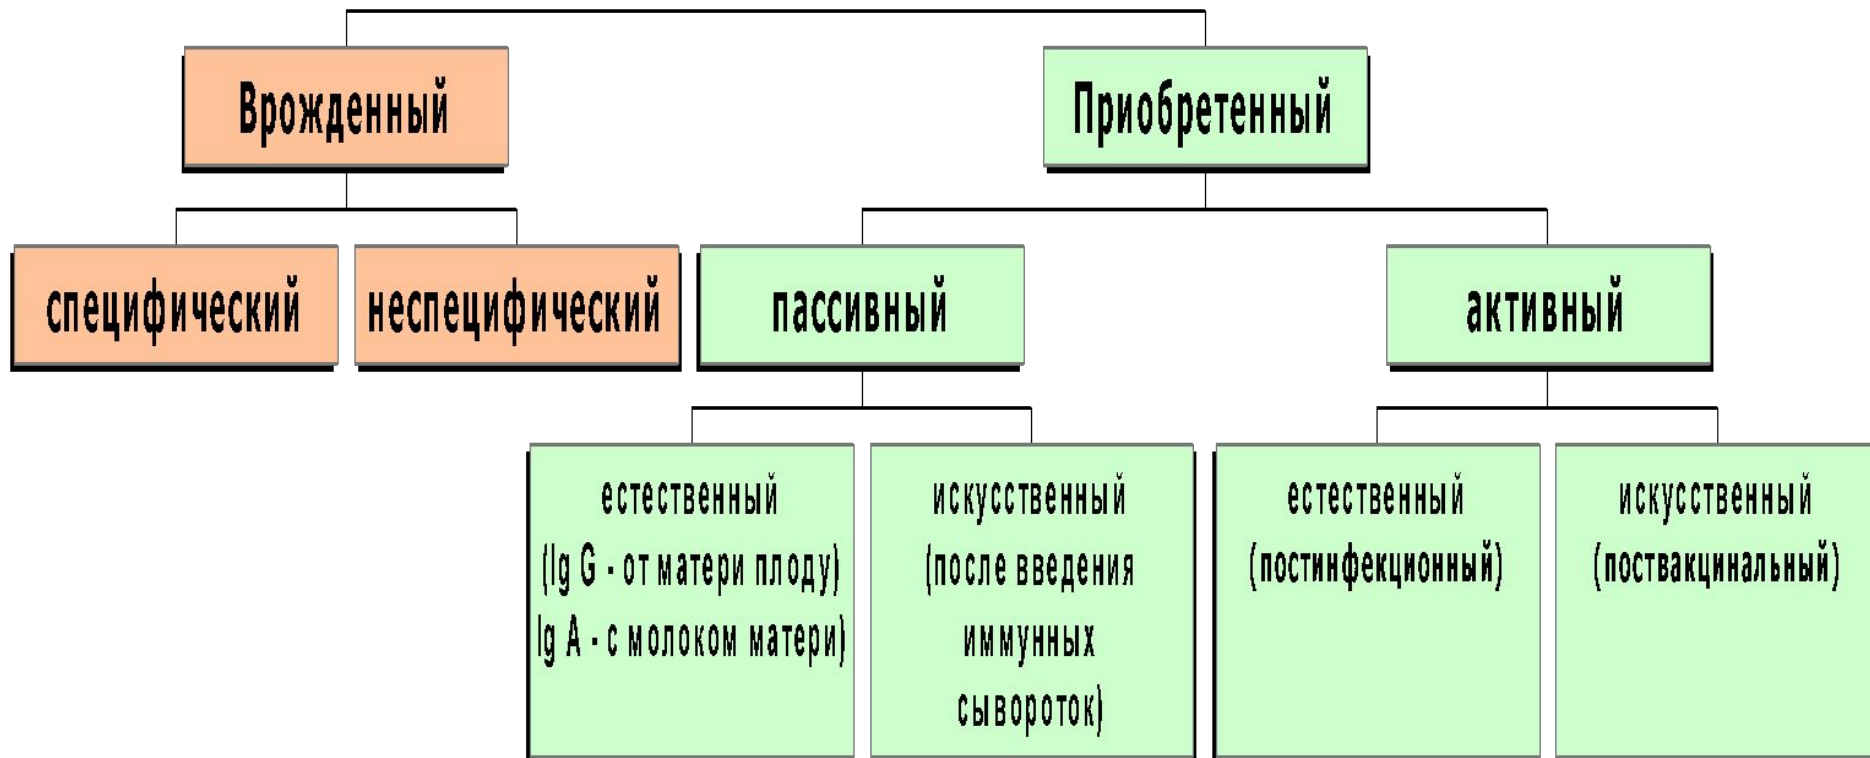 Врожденный
Приобретенный
специфический
неспецифический
пассивный
активный
естественный
(Ig G - от матери плоду)
Ig A - с молоком матери)
искусственный
(после введения
иммунных
сывороток)
естественный
(постинфекционный)
искусственный
(поствакцинальный)